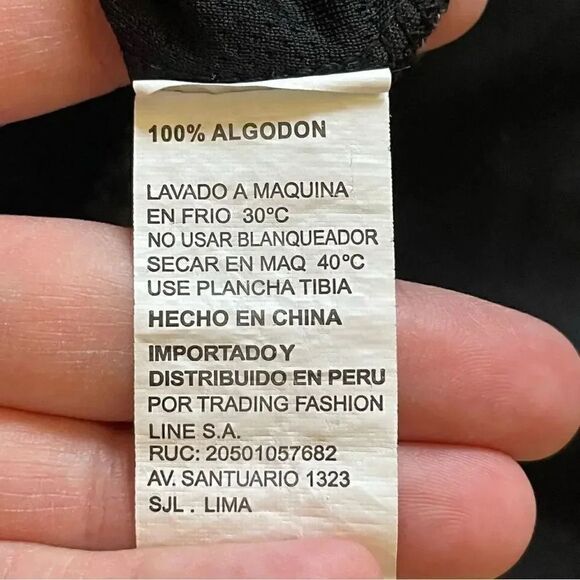 100% ALGODON
LAVADO A MAQUINA
EN FRIO 30°C
NO USAR BLANQUEADOR
SECAR EN MAQ 40°C
USE PLANCHA TIBIA
HECHO EN CHINA
IMPORTADO Y
DISTRIBUIDO EN PERU
POR TRADING FASHION
LINE S.A.
RUC: 20501057682
AV. SANTUARIO 1323
SJL . LIMA